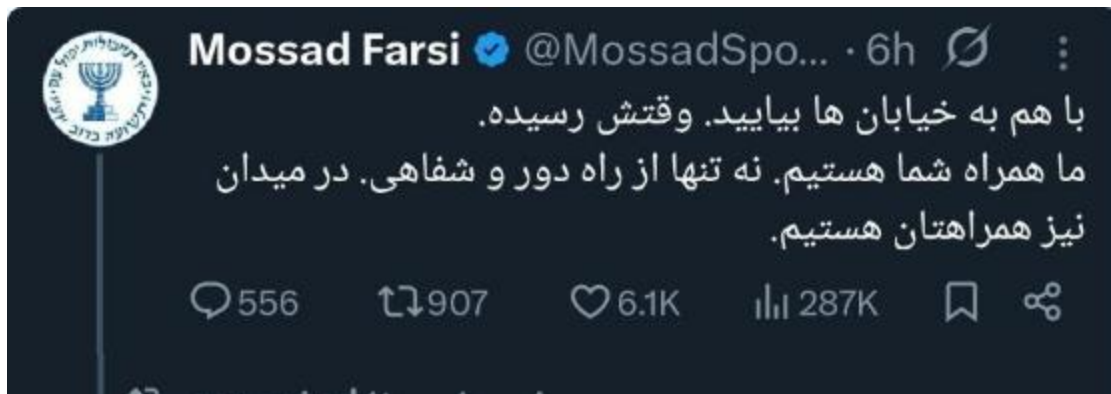 Mossad Farsi @MossadSpo... · 6h
با هم به خیابان ها بیایید. وقتش رسیده.
ما همراه شما هستیم. نه تنها از راه دور و شفاهی. در میدان
نیز همراهتان هستیم.
556 907 6.1K 287K